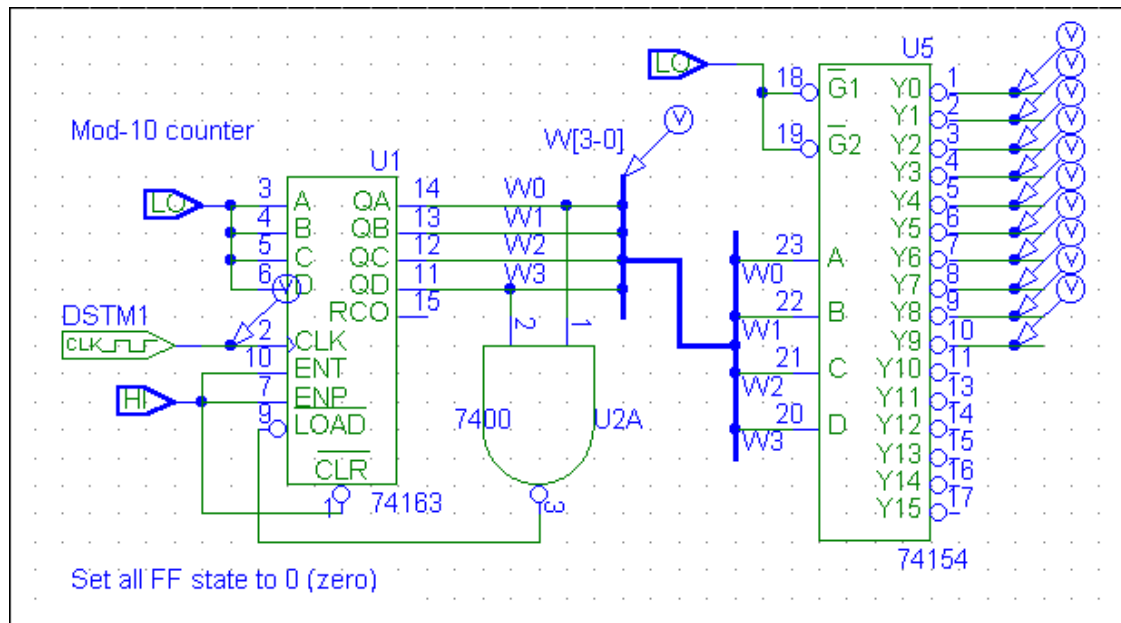 V
U5
LO
18 G1 Y0 1
V
Mod-10 counter
W[3-0]
Y1 2
19 G2 Y2 3
U1
Y3 4
LO
3 A QA 14 W0
Y4 5
4 B QB 13 W1
Y5 6
5 C QC 12 W2
23 A Y6 7
W0
6 D QD 11 W3
Y7 8
V
RCO 15
22 B Y8 9
DSTM1
W1
CLK
2 CLK
2 1
Y9 10
10 ENT
21 C Y10 11
W2
HI
7 ENP
Y11 13
9 LOAD
7400 U2A
20 D Y12 14
W3
Y13 15
CLR
Y14 16
1 74163
3
Y15 17
74154
Set all FF state to 0 (zero)
V
V
V
V
V
V
V
V
V